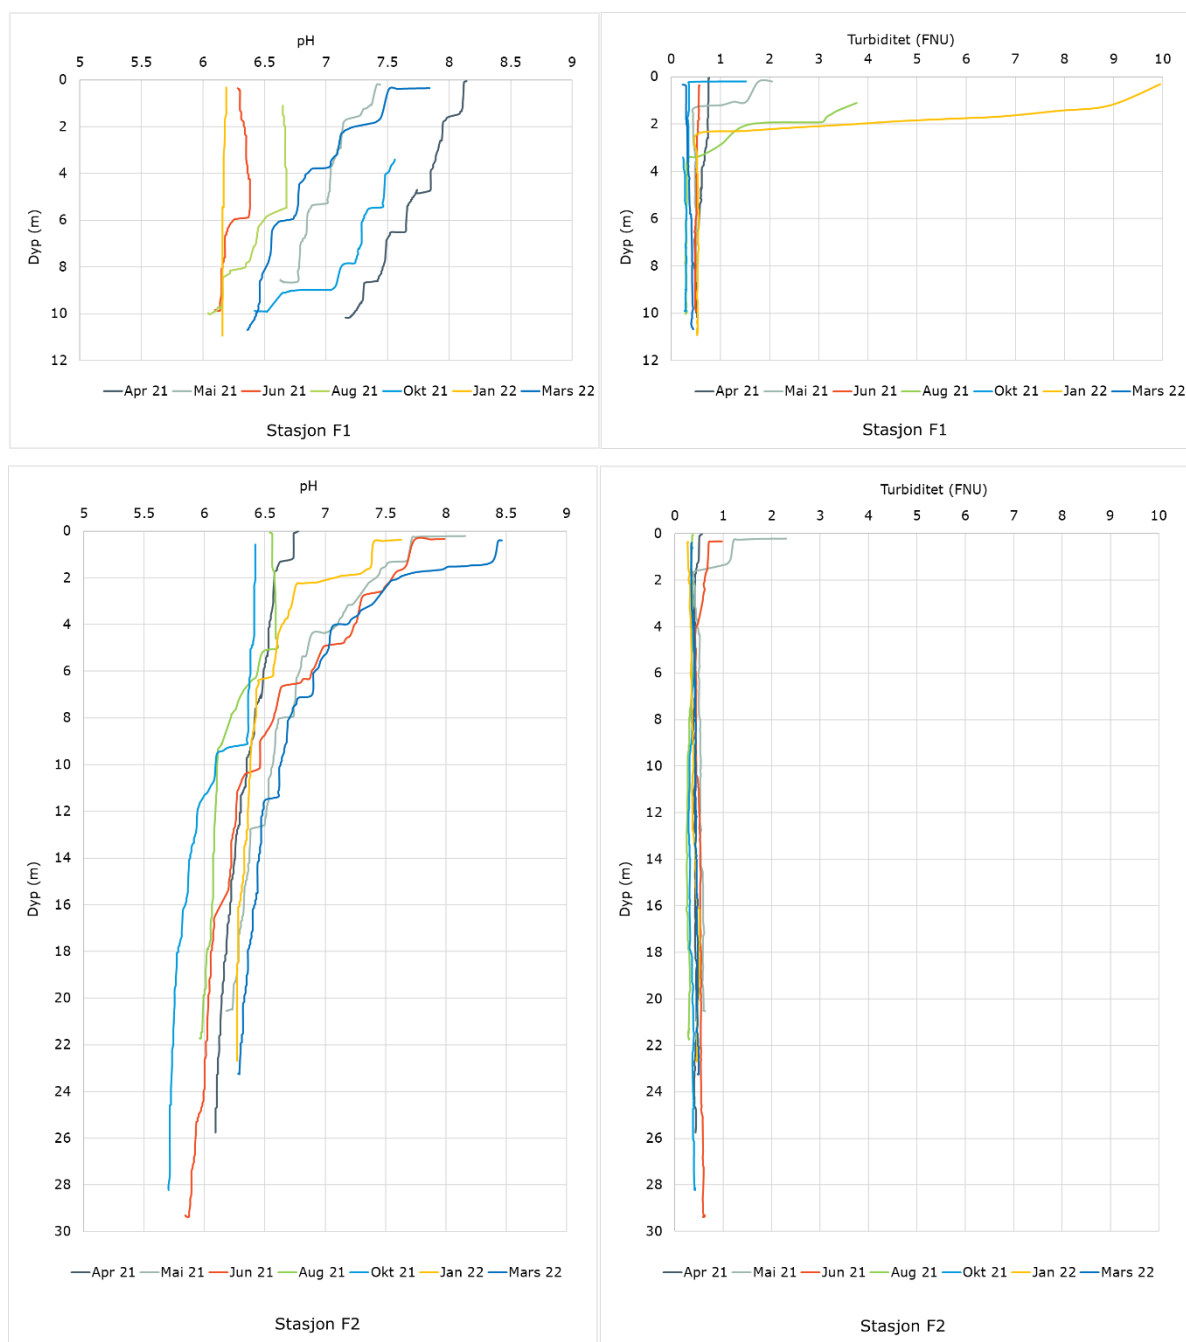 pH
5 5.5 6 6.5 7 7.5 8 8.5 9
0
2
4
6
8
10
12
Dyp (m)
Apr 21 Mai 21 Jun 21 Aug 21 Okt 21 Jan 22 Mars 22
Stasjon F1
Turbiditet (FNU)
0 1 2 3 4 5 6 7 8 9 10
0
2
4
6
8
10
12
Dyp (m)
Apr 21 Mai 21 Jun 21 Aug 21 Okt 21 Jan 22 Mars 22
Stasjon F1
pH
5 5.5 6 6.5 7 7.5 8 8.5 9
0
2
4
6
8
10
12
14
16
18
20
22
24
26
28
30
Dyp (m)
Apr 21 Mai 21 Jun 21 Aug 21 Okt 21 Jan 22 Mars 22
Stasjon F2
Turbiditet (FNU)
0 1 2 3 4 5 6 7 8 9 10
0
2
4
6
8
10
12
14
16
18
20
22
24
26
28
30
Dyp (m)
Apr 21 Mai 21 Jun 21 Aug 21 Okt 21 Jan 22 Mars 22
Stasjon F2